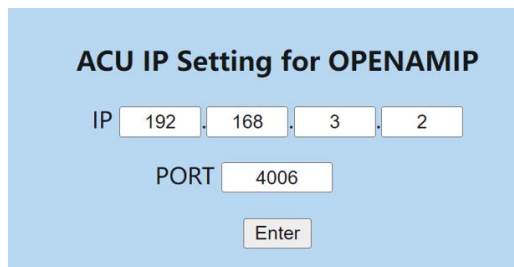 ACU IP Setting for OPENAMIP
IP 192 . 168 . 3 . 2
PORT 4006
Enter